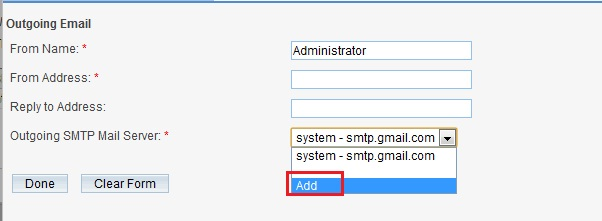 Outgoing Email
From Name: * Administrator
From Address: *
Reply to Address:
Outgoing SMTP Mail Server: * system - smtp.gmail.com
system - smtp.gmail.com
Done Clear Form Add